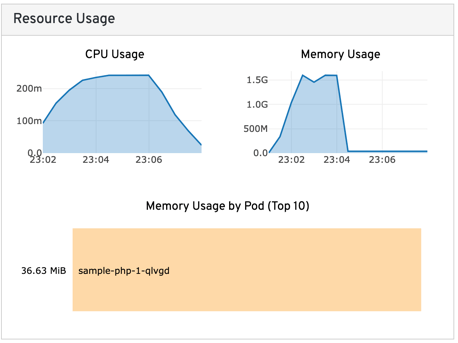 Resource Usage
CPU Usage
200m
100m
0.0
23:02 23:04 23:06
Memory Usage
1.5G
1.0G
500M
0.0
23:02 23:04 23:06
Memory Usage by Pod (Top 10)
36.63 MiB sample-php-1-qlvgd